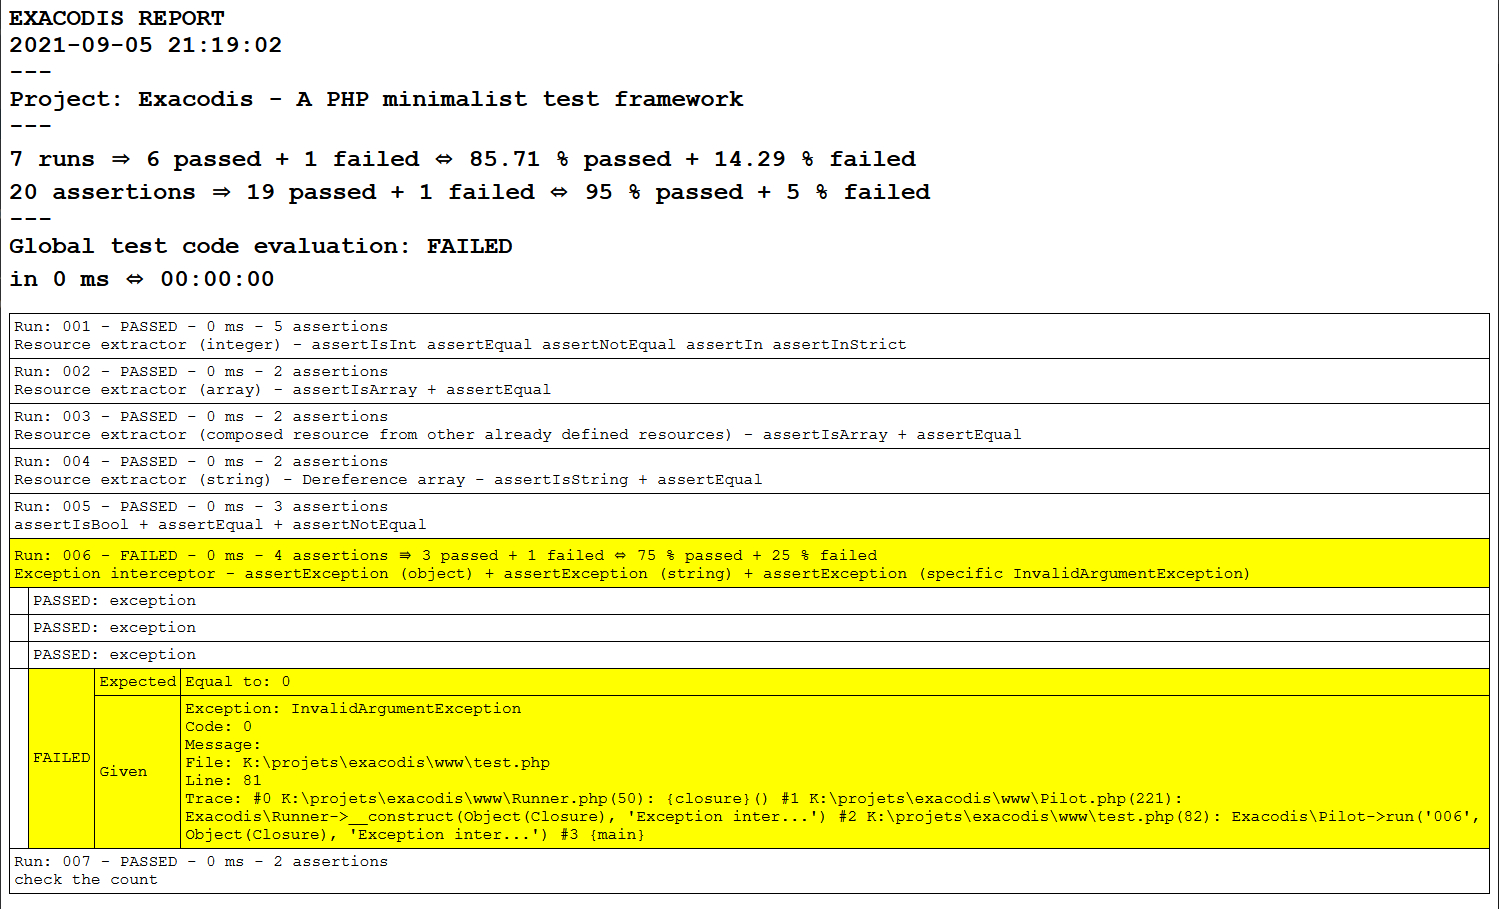 EXACODIS REPORT
2021-09-05 21:19:02
---
Project: Exacodis - A PHP minimalist test framework
---
7 runs ⇒ 6 passed + 1 failed ⇔ 85.71 % passed + 14.29 % failed
20 assertions ⇒ 19 passed + 1 failed ⇔ 95 % passed + 5 % failed
---
Global test code evaluation: FAILED
in 0 ms ⇔ 00:00:00
Run: 001 - PASSED - 0 ms - 5 assertions
Resource extractor (integer) - assertIsInt assertEqual assertNotEqual assertIn assertInStrict
Run: 002 - PASSED - 0 ms - 2 assertions
Resource extractor (array) - assertIsArray + assertEqual
Run: 003 - PASSED - 0 ms - 2 assertions
Resource extractor (composed resource from other already defined resources) - assertIsArray + assertEqual
Run: 004 - PASSED - 0 ms - 2 assertions
Resource extractor (string) - Dereference array - assertIsString + assertEqual
Run: 005 - PASSED - 0 ms - 3 assertions
assertIsBool + assertEqual + assertNotEqual
Run: 006 - FAILED - 0 ms - 4 assertions ⇛ 3 passed + 1 failed ⇔ 75 % passed + 25 % failed
Exception interceptor - assertException (object) + assertException (string) + assertException (specific InvalidArgumentException)
PASSED: exception
PASSED: exception
PASSED: exception
FAILED
Expected
Equal to: 0
Given
Exception: InvalidArgumentException
Code: 0
Message:
File: K:\projets\exacodis\www\test.php
Line: 81
Trace: #0 K:\projets\exacodis\www\Runner.php(50): {closure}() #1 K:\projets\exacodis\www\Pilot.php(221):
Exacodis\Runner->__construct(Object(Closure), 'Exception inter...') #2 K:\projets\exacodis\www\test.php(82): Exacodis\Pilot->run('006',
Object(Closure), 'Exception inter...') #3 {main}
Run: 007 - PASSED - 0 ms - 2 assertions
check the count